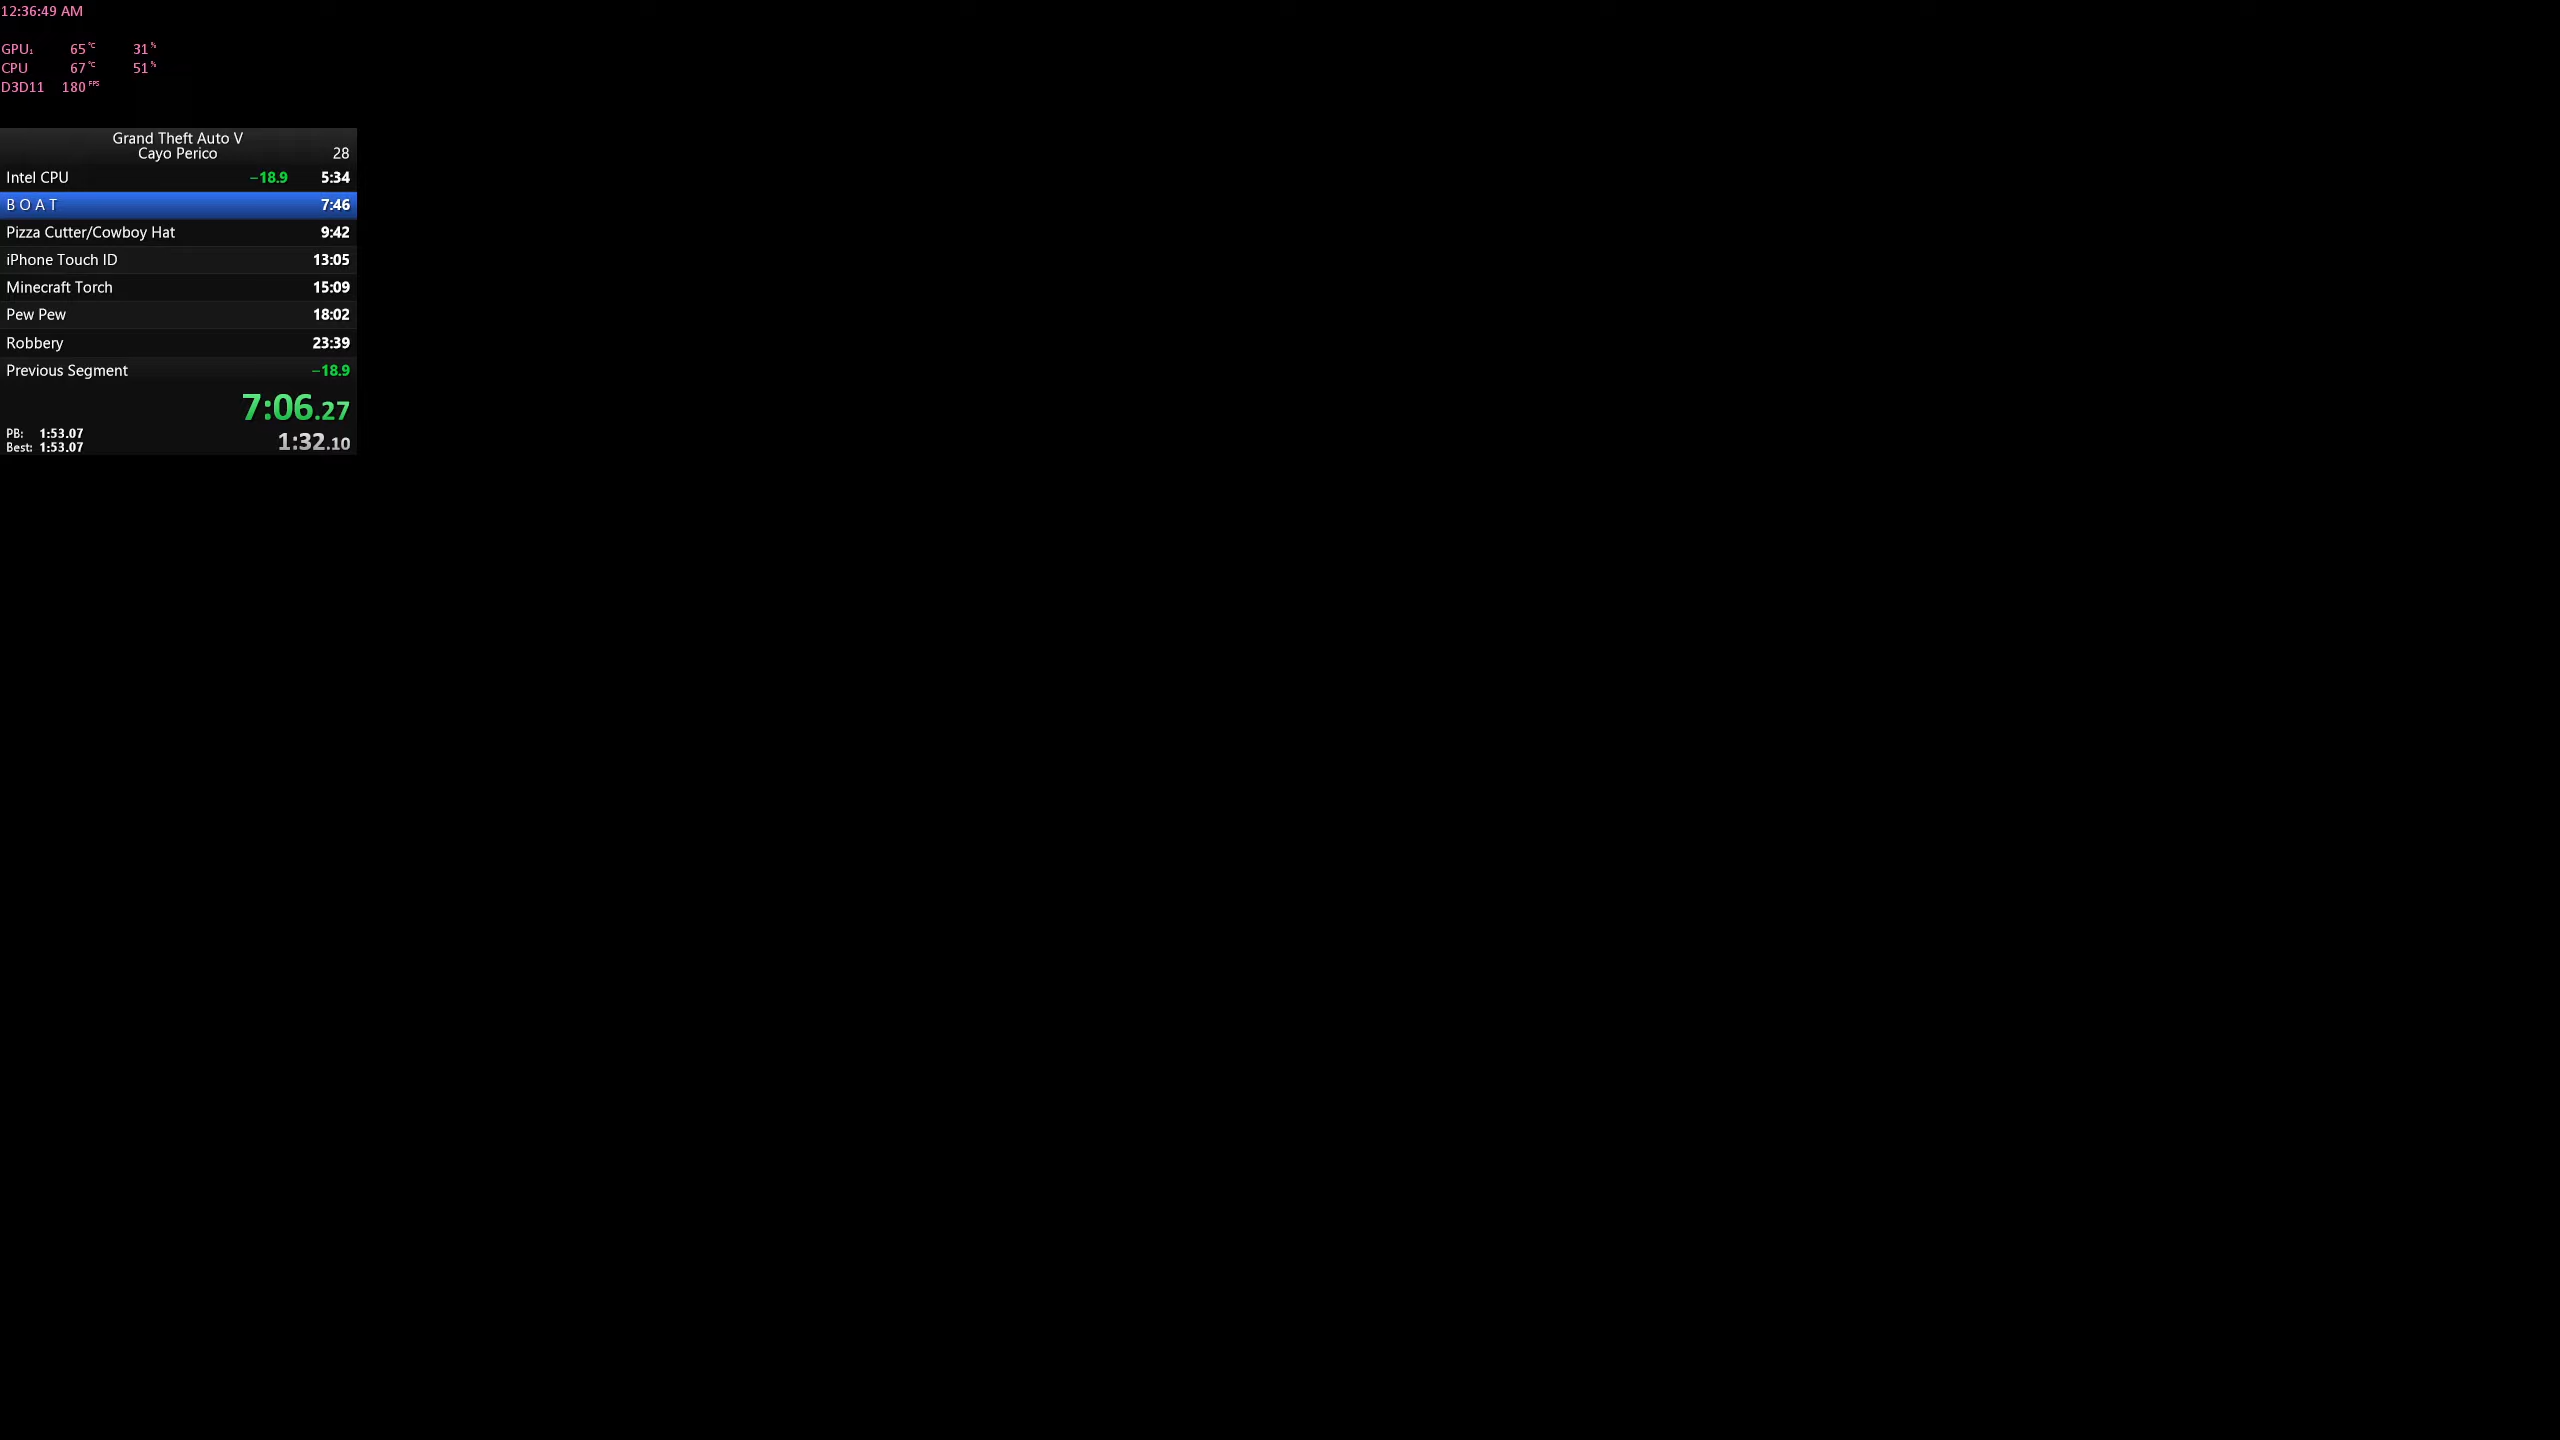 12:36:49 AM
GPU₁ 65 °C 31 %
CPU 67 °C 51 %
D3D11 180 FPS
Grand Theft Auto V
Cayo Perico 28
Intel CPU −18.9 5:34
B O A T 7:46
Pizza Cutter/Cowboy Hat 9:42
iPhone Touch ID 13:05
Minecraft Torch 15:09
Pew Pew 18:02
Robbery 23:39
Previous Segment −18.9
7:06.27
PB: 1:53.07
Best: 1:53.07
1:32.10